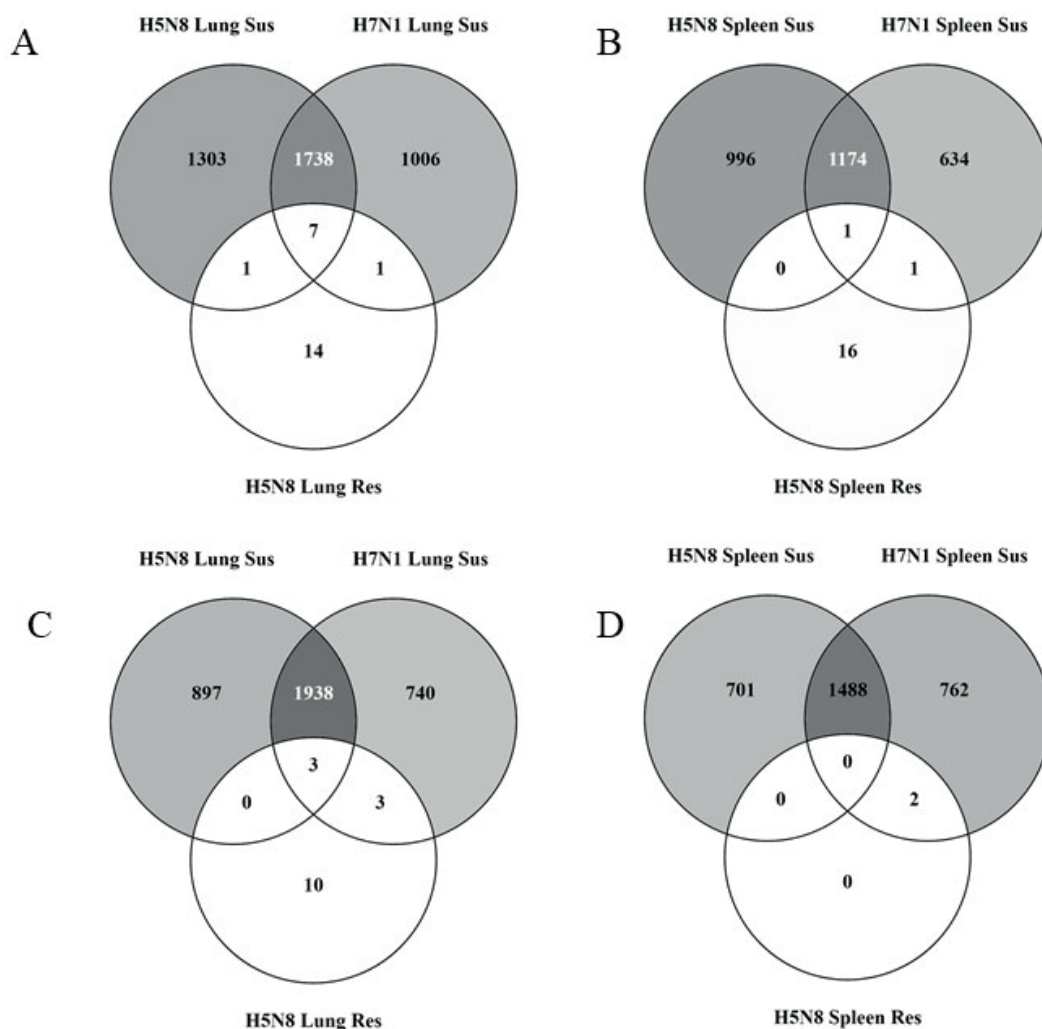 H5N8 Lung Sus H7N1 Lung Sus
A
1303 1738 1006
7
1 1
14
H5N8 Lung Res
H5N8 Spleen Sus H7N1 Spleen Sus
B
996 1174 634
1
0 1
16
H5N8 Spleen Res
H5N8 Lung Sus H7N1 Lung Sus
C
897 1938 740
3
0 3
10
H5N8 Lung Res
H5N8 Spleen Sus H7N1 Spleen Sus
D
701 1488 762
0
0 2
0
H5N8 Spleen Res